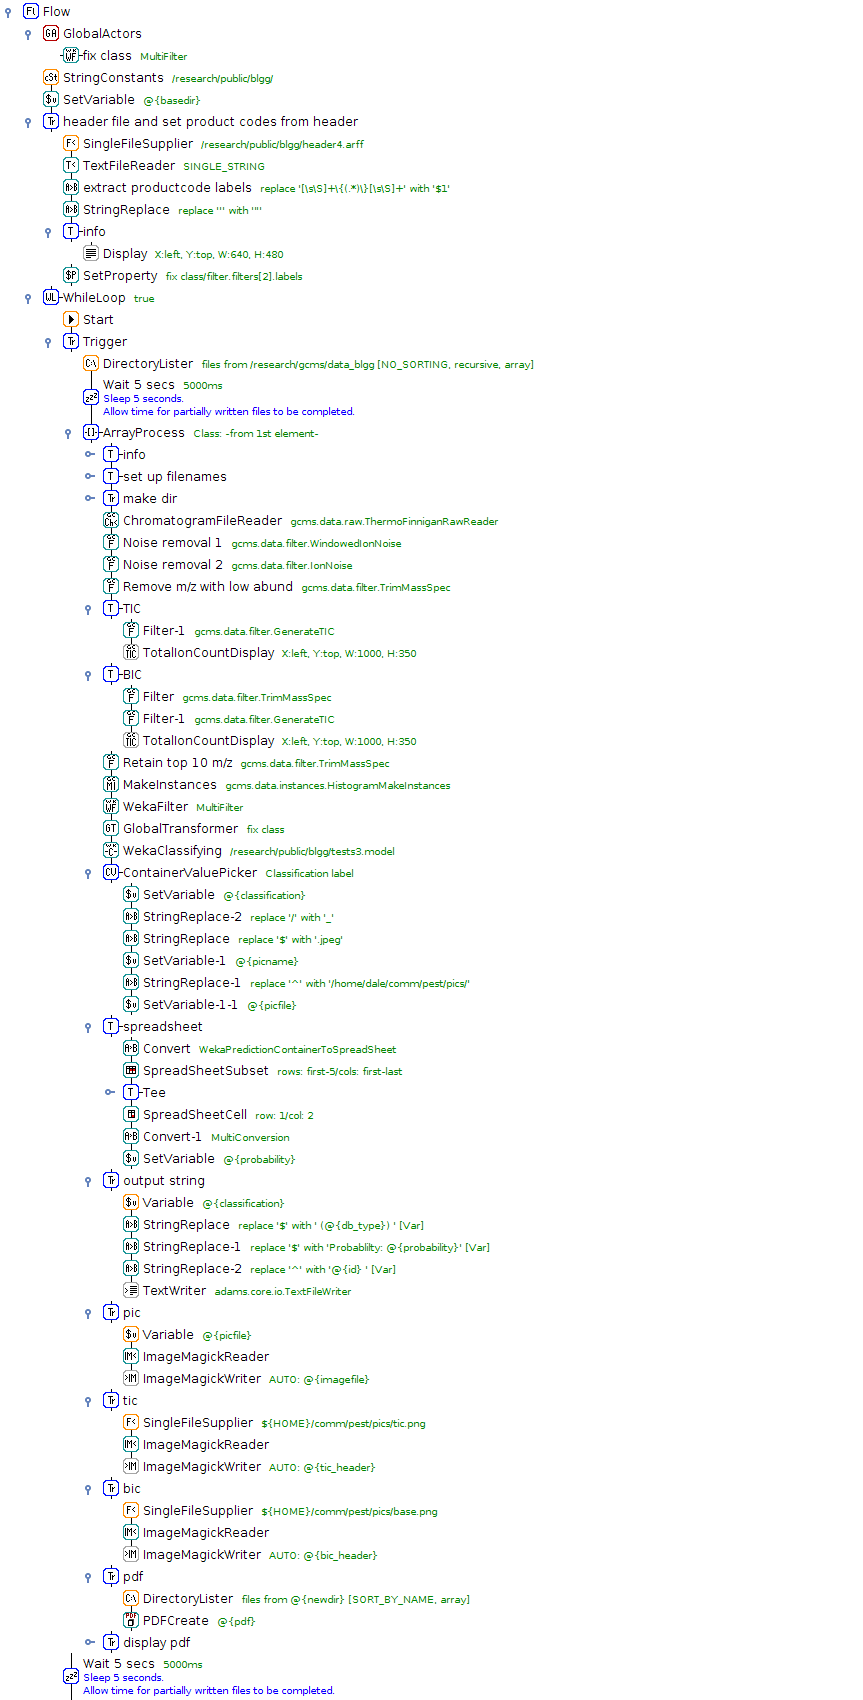 Flow
GlobalActors
fix class MultiFilter
StringConstants /research/public/blgg/
SetVariable @{basedir}
header file and set product codes from header
SingleFileSupplier /research/public/blgg/header4.arff
TextFileReader SINGLE_STRING
extract productcode labels replace '[\s\S]+\{(.*)\}[\s\S]+' with '$1'
StringReplace replace ''' with '"'
info
Display X:left, Y:top, W:640, H:480
SetProperty fix class/filter.filters[2].labels
WhileLoop true
Start
Trigger
DirectoryLister files from /research/gcms/data_blgg [NO_SORTING, recursive, array]
Wait 5 secs 5000ms
Sleep 5 seconds.
Allow time for partially written files to be completed.
ArrayProcess Class: -from 1st element-
info
set up filenames
make dir
ChromatogramFileReader gcms.data.raw.ThermoFinniganRawReader
Noise removal 1 gcms.data.filter.WindowedIonNoise
Noise removal 2 gcms.data.filter.IonNoise
Remove m/z with low abund gcms.data.filter.TrimMassSpec
TIC
Filter-1 gcms.data.filter.GenerateTIC
TotalIonCountDisplay X:left, Y:top, W:1000, H:350
BIC
Filter gcms.data.filter.TrimMassSpec
Filter-1 gcms.data.filter.GenerateTIC
TotalIonCountDisplay X:left, Y:top, W:1000, H:350
Retain top 10 m/z gcms.data.filter.TrimMassSpec
MakeInstances gcms.data.instances.HistogramMakeInstances
WekaFilter MultiFilter
GlobalTransformer fix class
WekaClassifying /research/public/blgg/tests3.model
ContainerValuePicker Classification label
SetVariable @{classification}
StringReplace-2 replace '/' with '_'
StringReplace replace '$' with '.jpeg'
SetVariable-1 @{picname}
StringReplace-1 replace '^' with '/home/dale/comm/pest/pics/'
SetVariable-1-1 @{picfile}
spreadsheet
Convert WekaPredictionContainerToSpreadSheet
SpreadSheetSubset rows: first-5/cols: first-last
Tee
SpreadSheetCell row: 1/col: 2
Convert-1 MultiConversion
SetVariable @{probability}
output string
Variable @{classification}
StringReplace replace '$' with ' (@{db_type}) ' [Var]
StringReplace-1 replace '$' with 'Probablilty: @{probability}' [Var]
StringReplace-2 replace '^' with '@{id} ' [Var]
TextWriter adams.core.io.TextFileWriter
pic
Variable @{picfile}
ImageMagickReader
ImageMagickWriter AUTO: @{imagefile}
tic
SingleFileSupplier ${HOME}/comm/pest/pics/tic.png
ImageMagickReader
ImageMagickWriter AUTO: @{tic_header}
bic
SingleFileSupplier ${HOME}/comm/pest/pics/base.png
ImageMagickReader
ImageMagickWriter AUTO: @{bic_header}
pdf
DirectoryLister files from @{newdir} [SORT_BY_NAME, array]
PDFCreate @{pdf}
display pdf
Wait 5 secs 5000ms
Sleep 5 seconds.
Allow time for partially written files to be completed.